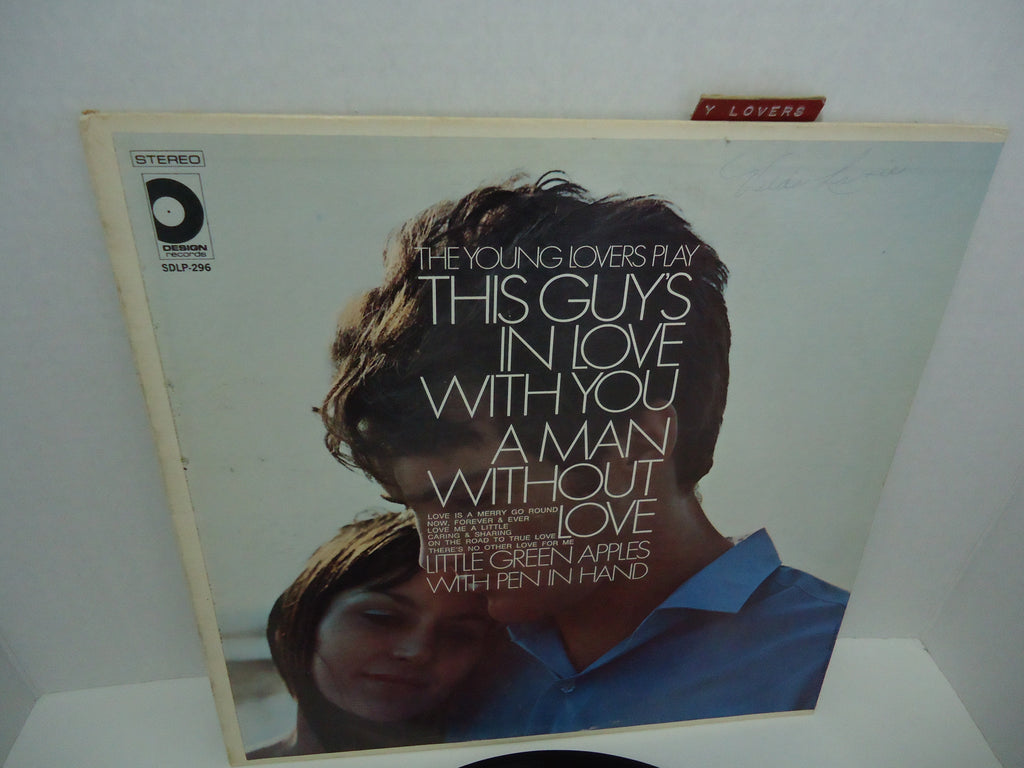 Y LOVERS
STEREO
DESIGN
records
SDLP-296
THE YOUNG LOVERS PLAY
THIS GUY'S
IN LOVE
WITH YOU
A MAN
WITHOUT
LOVE
LOVE IS A MERRY GO ROUND
NOW, FOREVER & EVER
LOVE ME A LITTLE
CARING & SHARING
ON THE ROAD TO TRUE LOVE
THERE'S NO OTHER LOVE FOR ME
LITTLE GREEN APPLES
WITH PEN IN HAND